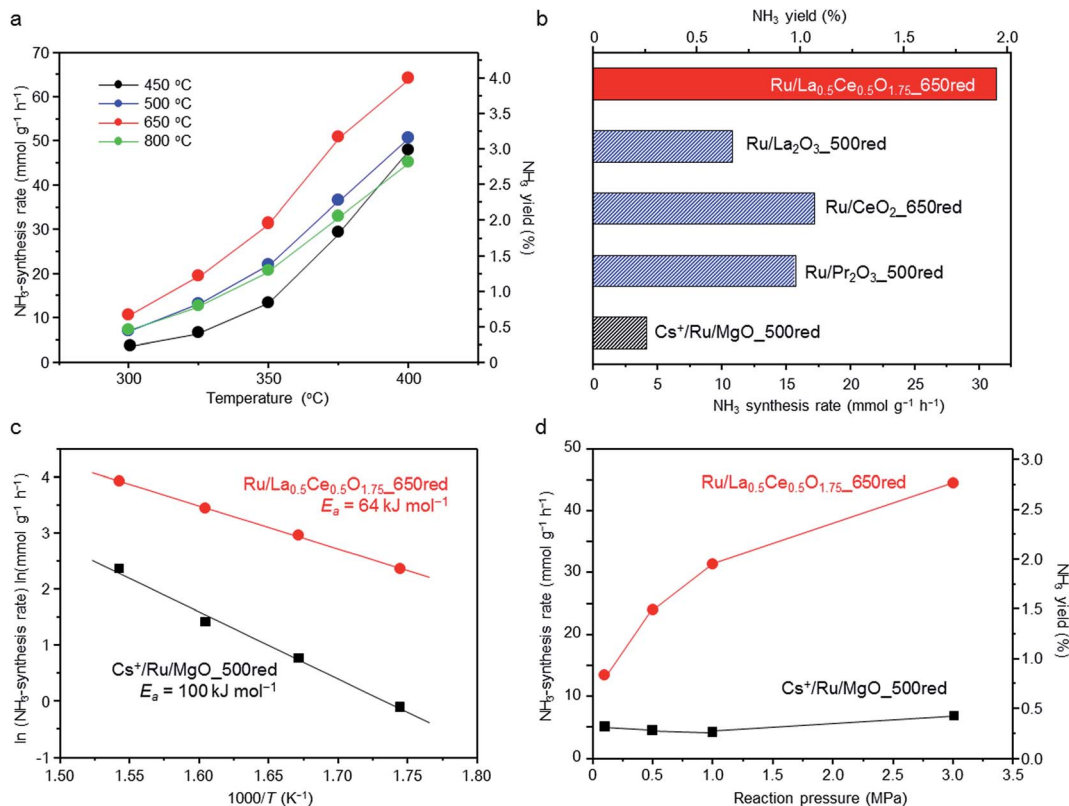 a
NH₃-synthesis rate (mmol g⁻¹ h⁻¹)
70
60
50
40
30
20
10
0
450 °C
500 °C
650 °C
800 °C
4.0
3.5
3.0
2.5
2.0
1.5
1.0
0.5
0
NH₃ yield (%)
300
350
400
Temperature (°C)
b
NH₃ yield (%)
0
0.5
1.0
1.5
2.0
Ru/La₀.₅Ce₀.₅O₁.₇₅_650red
Ru/La₂O₃_500red
Ru/CeO₂_650red
Ru/Pr₂O₃_500red
Cs⁺/Ru/MgO_500red
0
5
10
15
20
25
30
NH₃ synthesis rate (mmol g⁻¹ h⁻¹)
c
ln (NH₃-synthesis rate) ln(mmol g⁻¹ h⁻¹)
4
3
2
1
0
-1
Ru/La₀.₅Ce₀.₅O₁.₇₅_650red
Eₐ = 64 kJ mol⁻¹
Cs⁺/Ru/MgO_500red
Eₐ = 100 kJ mol⁻¹
1.50
1.55
1.60
1.65
1.70
1.75
1.80
1000/T (K⁻¹)
d
NH₃-synthesis rate (mmol g⁻¹ h⁻¹)
50
40
30
20
10
0
Ru/La₀.₅Ce₀.₅O₁.₇₅_650red
Cs⁺/Ru/MgO_500red
3.0
2.5
2.0
1.5
1.0
0.5
0.0
NH₃ yield (%)
0.0
0.5
1.0
1.5
2.0
2.5
3.0
3.5
Reaction pressure (MPa)